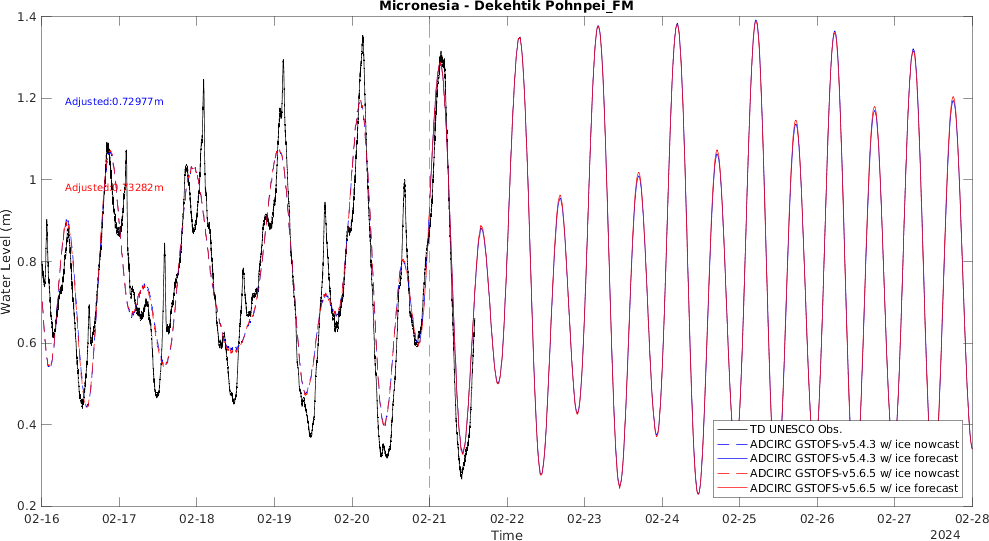 Micronesia - Dekehtik Pohnpei_FM
1.4
1.2
1
0.8
0.6
0.4
0.2
Water Level (m)
Adjusted:0.72977m
Adjusted:0.73282m
TD UNESCO Obs.
ADCIRC GSTOFS-v5.4.3 w/ ice nowcast
ADCIRC GSTOFS-v5.4.3 w/ ice forecast
ADCIRC GSTOFS-v5.6.5 w/ ice nowcast
ADCIRC GSTOFS-v5.6.5 w/ ice forecast
02-16 02-17 02-18 02-19 02-20 02-21 02-22 02-23 02-24 02-25 02-26 02-27 02-28
Time
2024